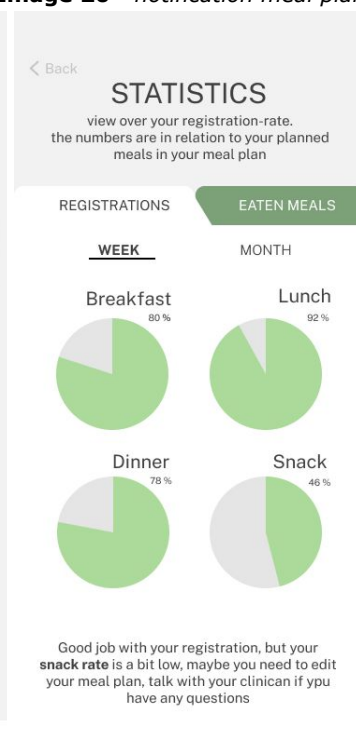 notification meal pla
Back
STATISTICS
view over your registration-rate.
the numbers are in relation to your planned
meals in your meal plan
REGISTRATIONS
EATEN MEALS
WEEK
MONTH
Breakfast
80 %
Lunch
92 %
Dinner
78 %
Snack
46 %
Good job with your registration, but your
snack rate is a bit low, maybe you need to edit
your meal plan, talk with your clinican if ypu
have any questions